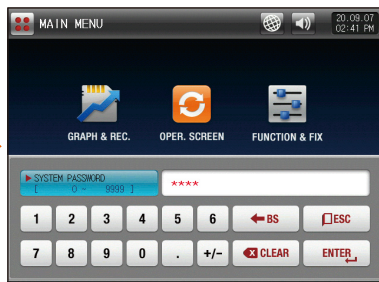 MAIN MENU
20.09.07
02:41 PM
GRAPH & REC.
OPER. SCREEN
FUNCTION & FIX
SYSTEM PASSWORD
[ 0 - 9999 ]
****
1 2 3 4 5 6 BS ESC
7 8 9 0 . +/- CLEAR ENTER